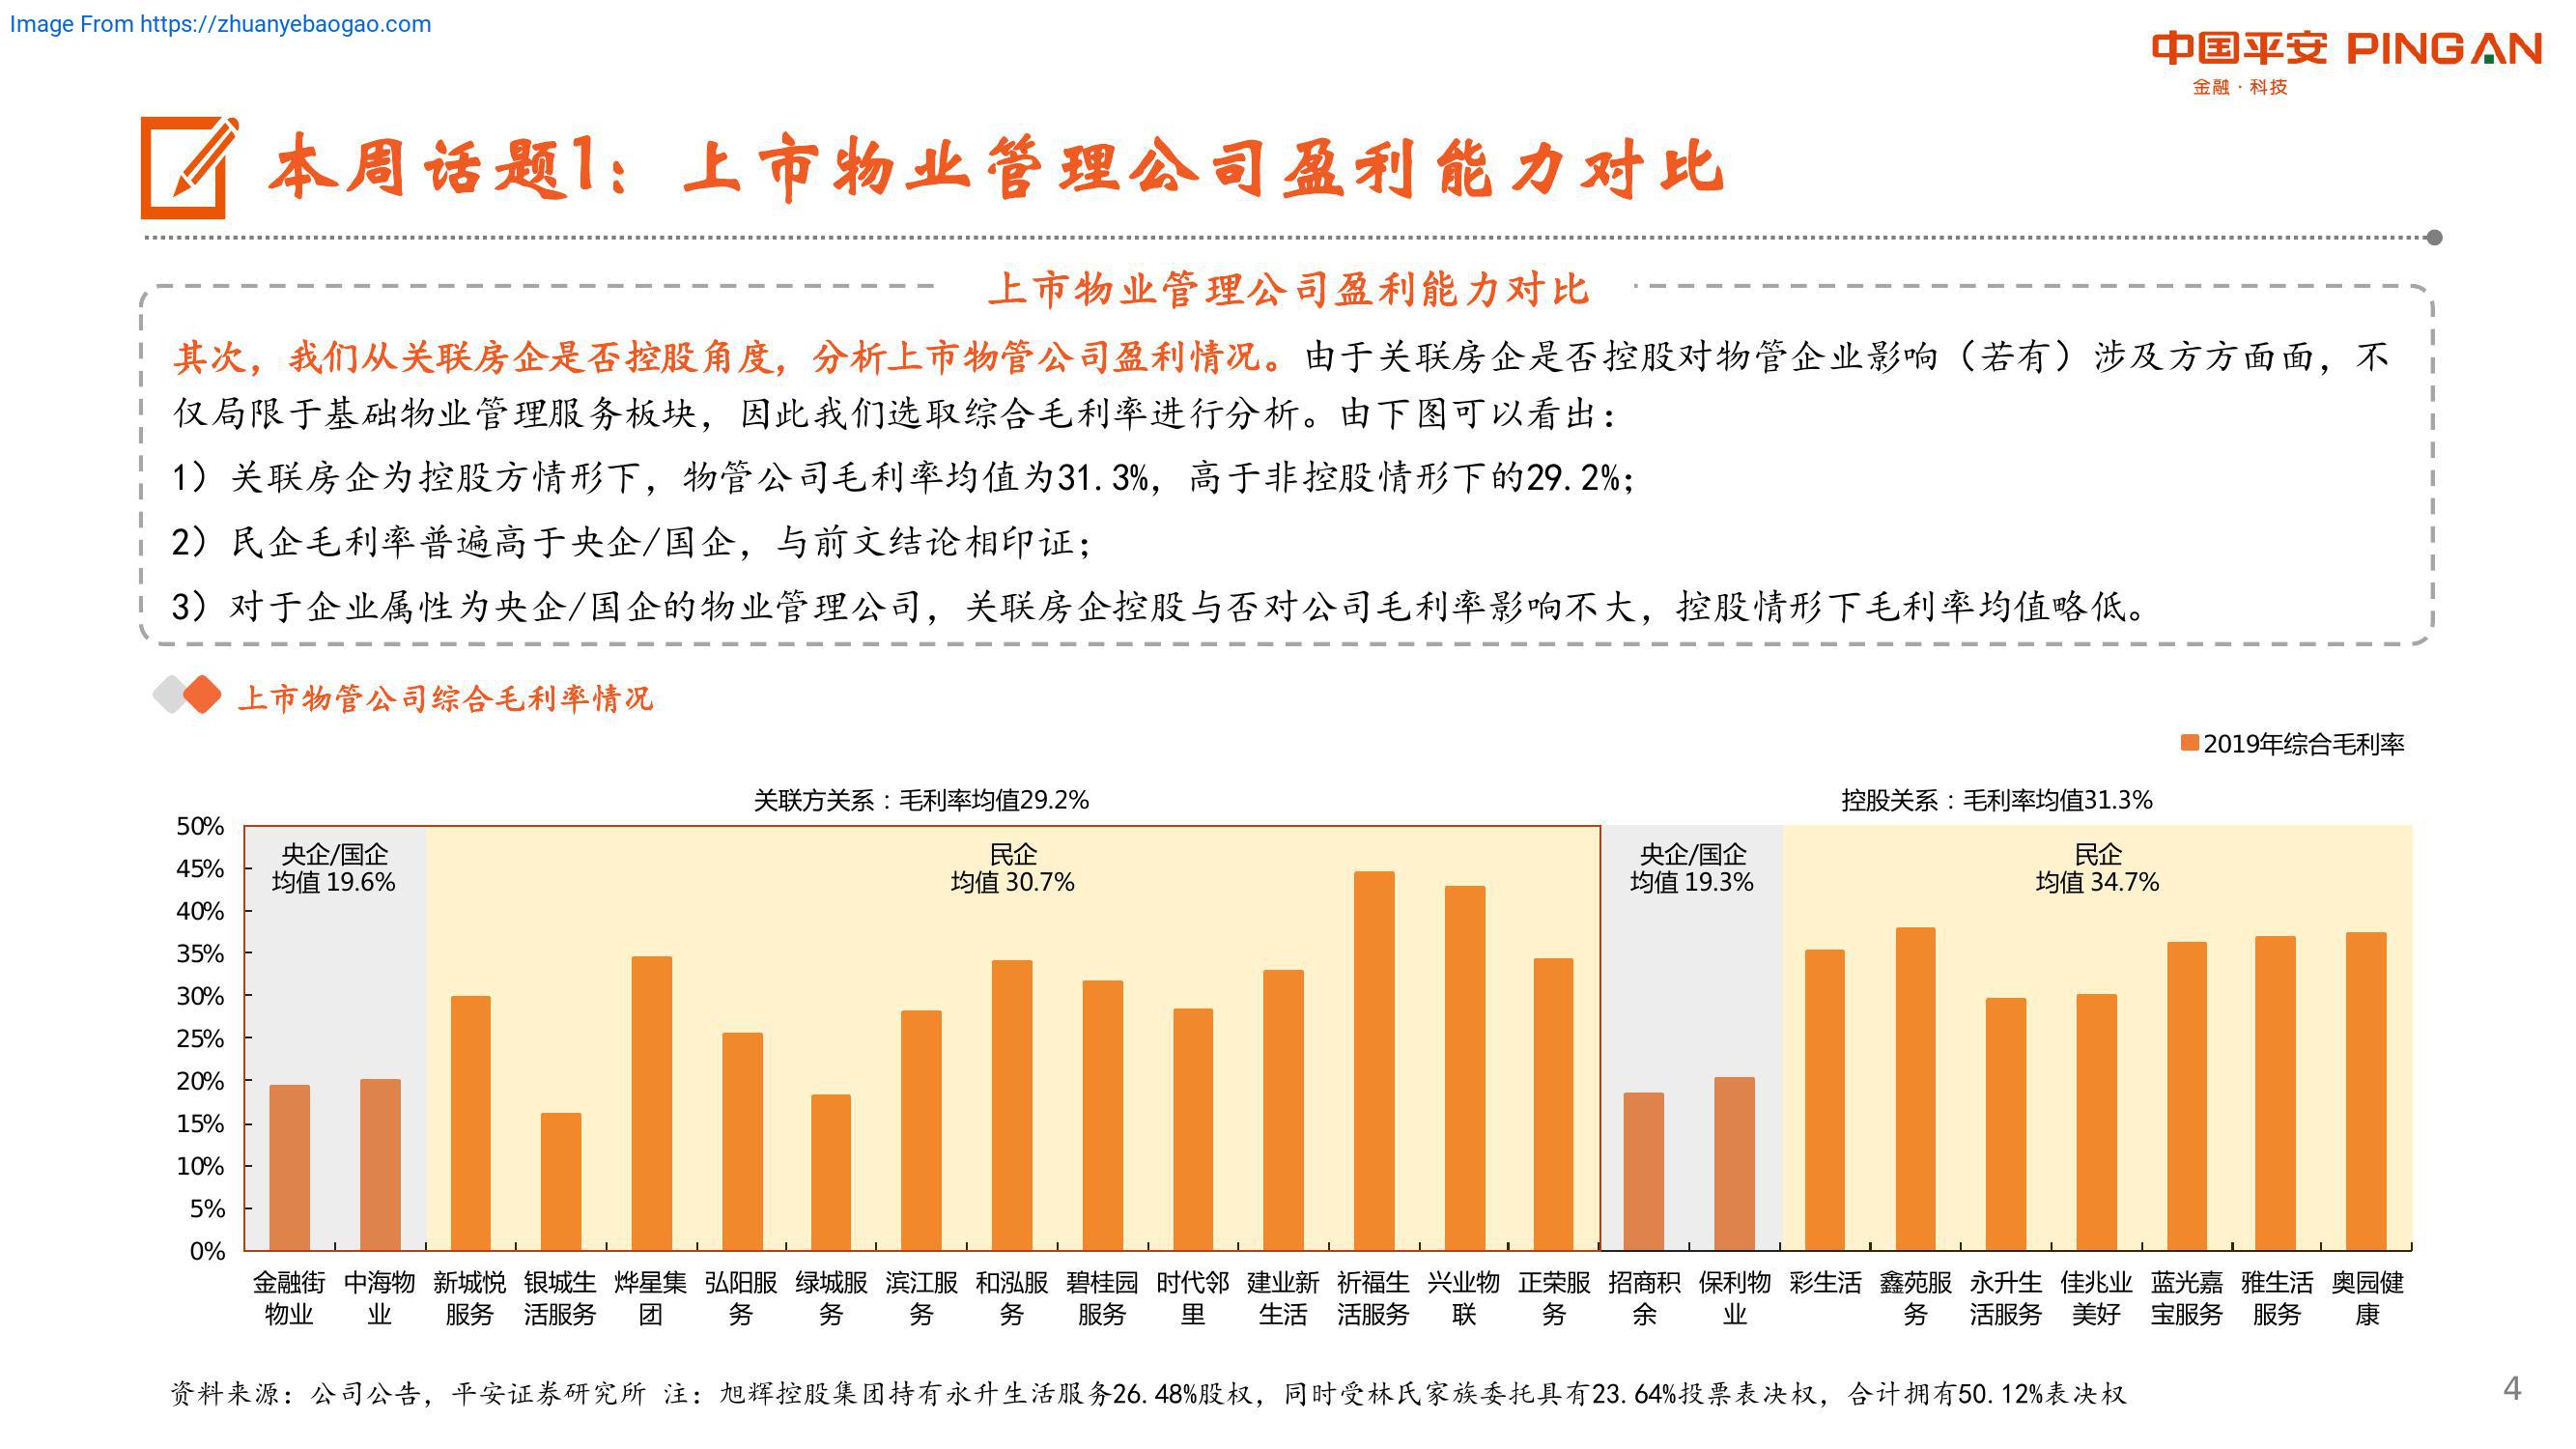 Image From https://zhuanyebaogao.com
中国平安 PINGAN
金融·科技
本周话题1：上市物业管理公司盈利能力对比
上市物业管理公司盈利能力对比
其次，我们从关联房企是否控股角度，分析上市物管公司盈利情况。由于关联房企是否控股对物管企业影响（若有）涉及方方面面，不
仅局限于基础物业管理服务板块，因此我们选取综合毛利率进行分析。由下图可以看出：
1）关联房企为控股方情形下，物管公司毛利率均值为31.3%，高于非控股情形下的29.2%；
2）民企毛利率普遍高于央企/国企，与前文结论相印证；
3）对于企业属性为央企/国企的物业管理公司，关联房企控股与否对公司毛利率影响不大，控股情形下毛利率均值略低。
上市物管公司综合毛利率情况
2019年综合毛利率
关联方关系：毛利率均值29.2%
控股关系：毛利率均值31.3%
央企/国企
均值 19.6%
民企
均值 30.7%
央企/国企
均值 19.3%
民企
均值 34.7%
50%
45%
40%
35%
30%
25%
20%
15%
10%
5%
0%
金融街
物业
中海物
业
新城悦
服务
银城生
活服务
烨星集
团
弘阳服
务
绿城服
务
滨江服
务
和泓服
务
碧桂园
服务
时代邻
里
建业新
生活
祈福生
活服务
兴业物
联
正荣服
务
招商积
余
保利物
业
彩生活
鑫苑服
务
永升生
活服务
佳兆业
美好
蓝光嘉
宝服务
雅生活
服务
奥园健
康
资料来源：公司公告，平安证券研究所 注：旭辉控股集团持有永升生活服务26.48%股权，同时受林氏家族委托具有23.64%投票表决权，合计拥有50.12%表决权
4